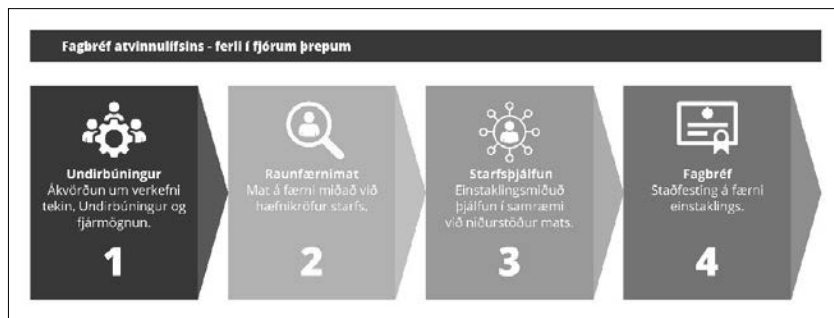 Fagbréf atvinnulífsins - ferli í fjórum þrepum
Undirbúningur
Ákvörðun um verkefni
tekin. Undirbúningur og
fjármögnun.
1
Raunfærnimat
Mat á færni miðað við
hæfnikröfur starfs.
2
Starfsþjálfun
Einstaklingsmiðuð
þjálfun í samræmi
við niðurstöður mats.
3
Fagbréf
Staðfesting á færni
einstaklings.
4